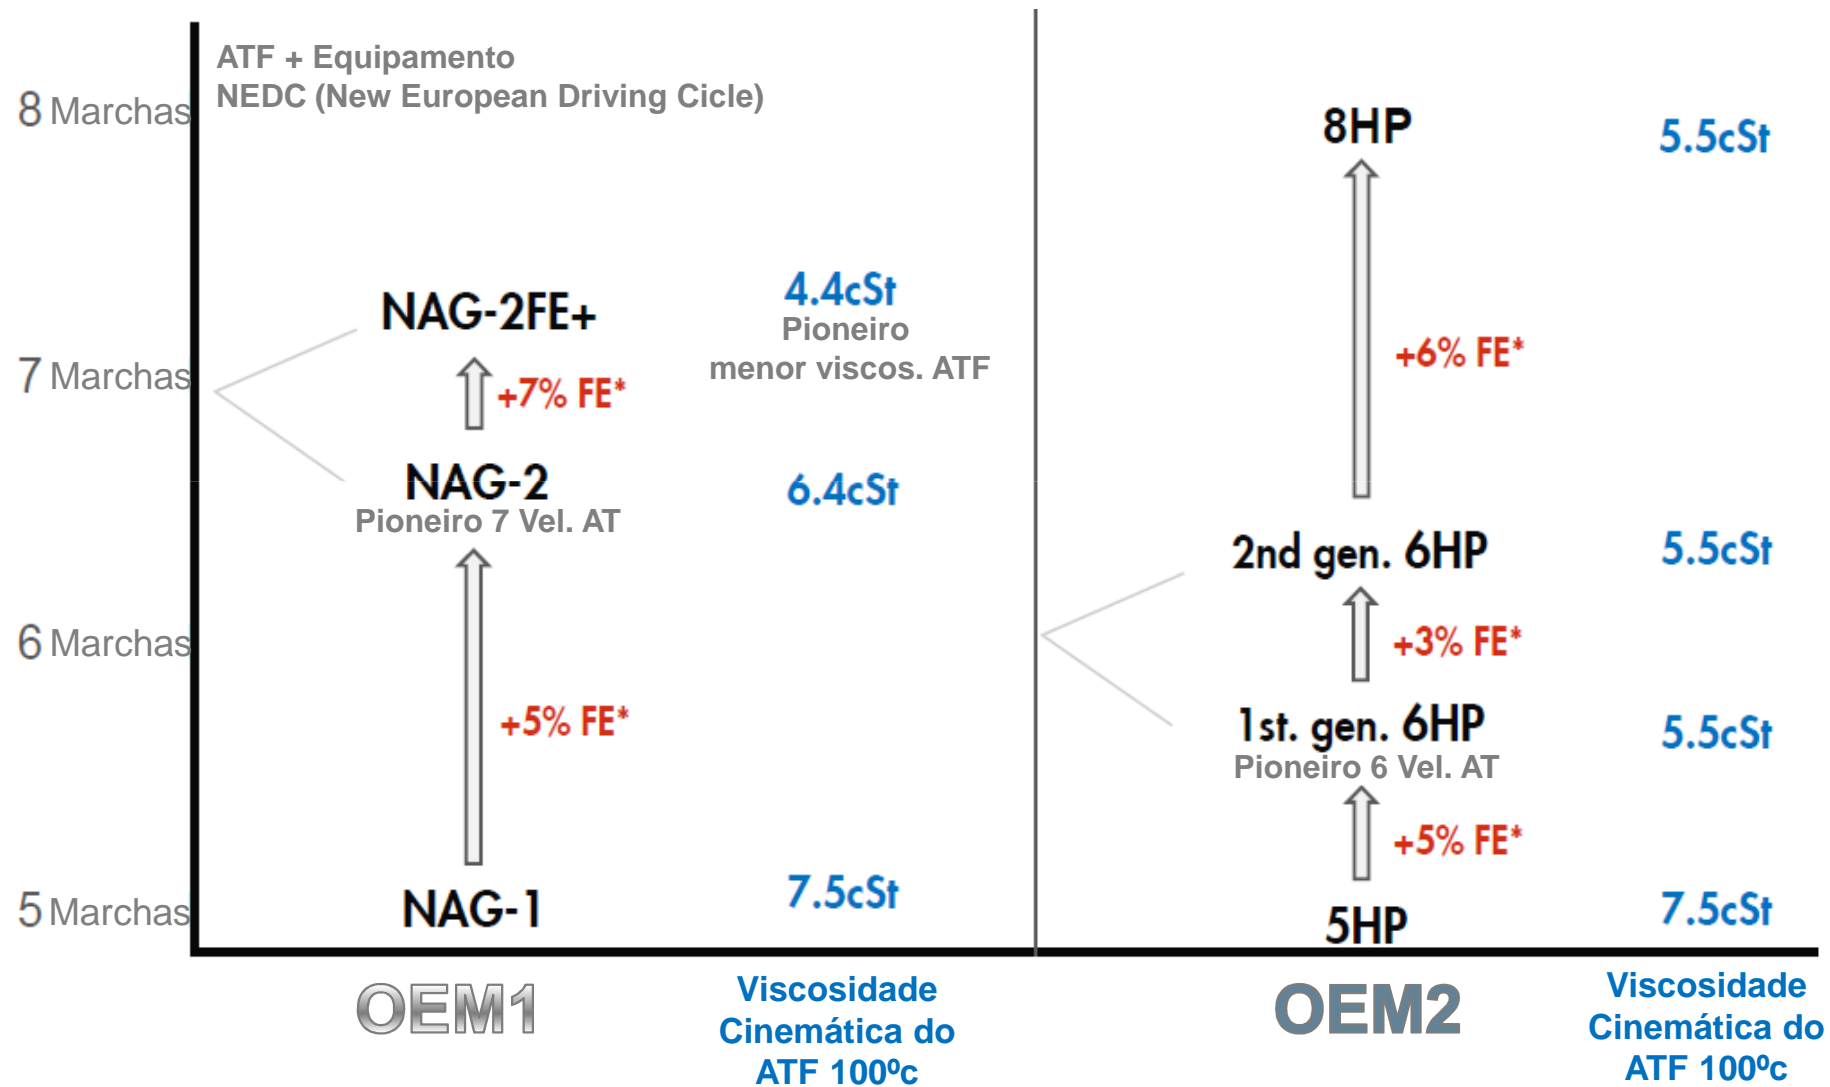 ATF + Equipamento
NEDC (New European Driving Cicle)
8 Marchas
7 Marchas
6 Marchas
5 Marchas
NAG-2FE+
4.4cSt
Pioneiro
menor viscos. ATF
+7% FE*
NAG-2
Pioneiro 7 Vel. AT
6.4cSt
+5% FE*
NAG-1
7.5cSt
OEM1
Viscosidade
Cinemática do
ATF 100ºc
8HP
5.5cSt
+6% FE*
2nd gen. 6HP
5.5cSt
+3% FE*
1st. gen. 6HP
Pioneiro 6 Vel. AT
5.5cSt
+5% FE*
5HP
7.5cSt
OEM2
Viscosidade
Cinemática do
ATF 100ºc